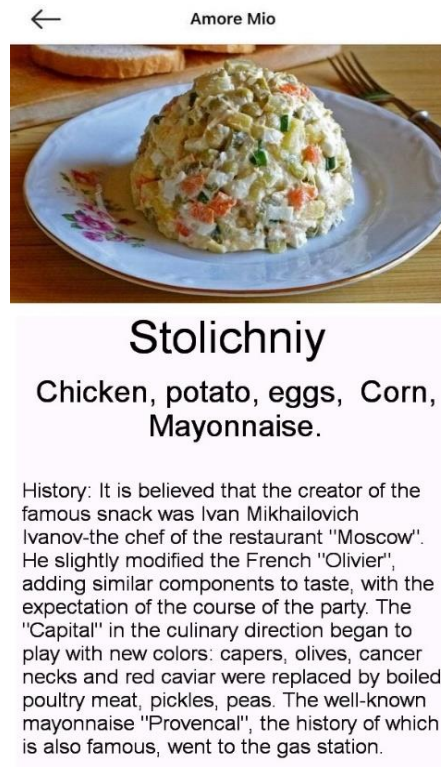 Amore Mio
Stolichniy
Chicken, potato, eggs, Corn,
Mayonnaise.
History: It is believed that the creator of the
famous snack was Ivan Mikhailovich
Ivanov-the chef of the restaurant "Moscow".
He slightly modified the French "Olivier",
adding similar components to taste, with the
expectation of the course of the party. The
"Capital" in the culinary direction began to
play with new colors: capers, olives, cancer
necks and red caviar were replaced by boiled
poultry meat, pickles, peas. The well-known
mayonnaise "Provencal", the history of which
is also famous, went to the gas station.